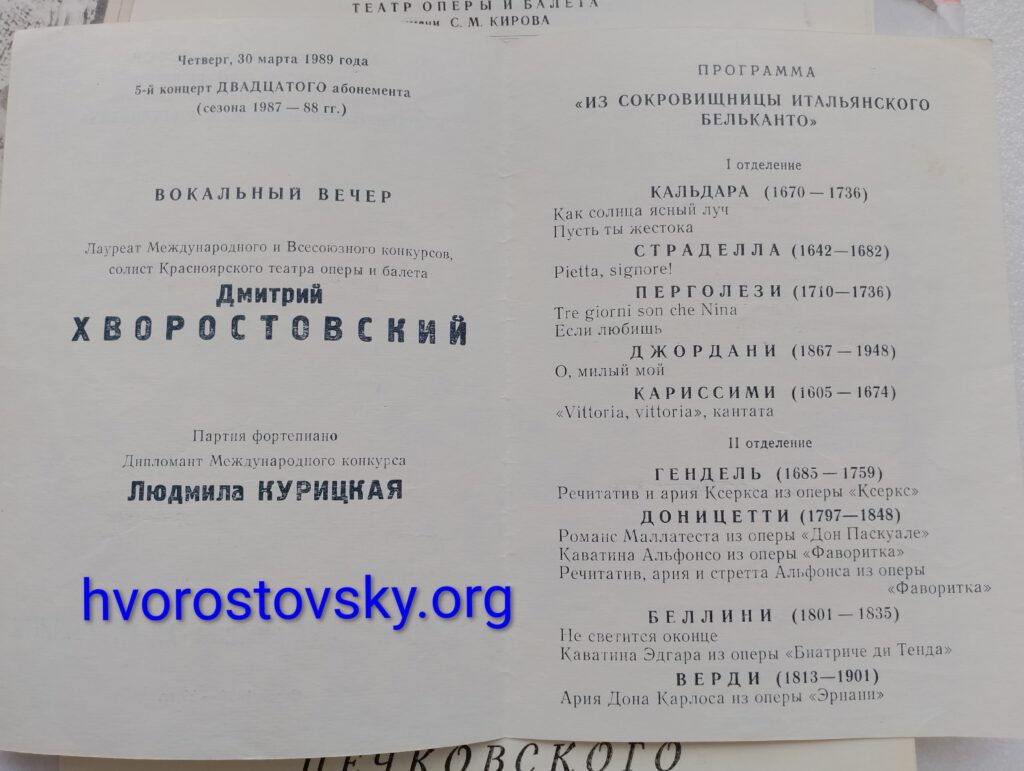 ТЕАТР ОПЕРЫ И БАЛЕТА
имени С. М. КИРОВА
Четверг, 30 марта 1989 года
5-й концерт ДВАДЦАТОГО абонемента
(сезона 1987 — 88 гг.)
ВОКАЛЬНЫЙ ВЕЧЕР
Лауреат Международного и Всесоюзного конкурсов,
солист Красноярского театра оперы и балета
Дмитрий
ХВОРОСТОВСКИЙ
Партия фортепиано
Дипломант Международного конкурса
Людмила КУРИЦКАЯ
hvorostovsky.org
ПРОГРАММА
«ИЗ СОКРОВИЩНИЦЫ ИТАЛЬЯНСКОГО
БЕЛЬКАНТО»
I отделение
КАЛЬДАРА (1670 — 1736)
Как солнца ясный луч
Пусть ты жестока
СТРАДЕЛЛА (1642—1682)
Pietta, signore!
ПЕРГОЛЕЗИ (1710—1736)
Tre giorni son che Nina
Если любишь
ДЖОРДАНИ (1867 — 1948)
О, милый мой
КАРИССИМИ (1605 — 1674)
«Vittoria, vittoria», кантата
II отделение
ГЕНДЕЛЬ (1685 — 1759)
Речитатив и ария Ксеркса из оперы «Ксеркс»
ДОНИЦЕТТИ (1797—1848)
Романс Маллатеста из оперы «Дон Паскуале»
Каватина Альфонсо из оперы «Фаворитка»
Речитатив, ария и стретта Альфонса из оперы
«Фаворитка»
БЕЛЛИНИ (1801 — 1835)
Не светится оконце
Каватина Эдгара из оперы «Биатриче ди Тенда»
ВЕРДИ (1813—1901)
Ария Дона Карлоса из оперы «Эрнани»
ПЕЧКОВСКОГО